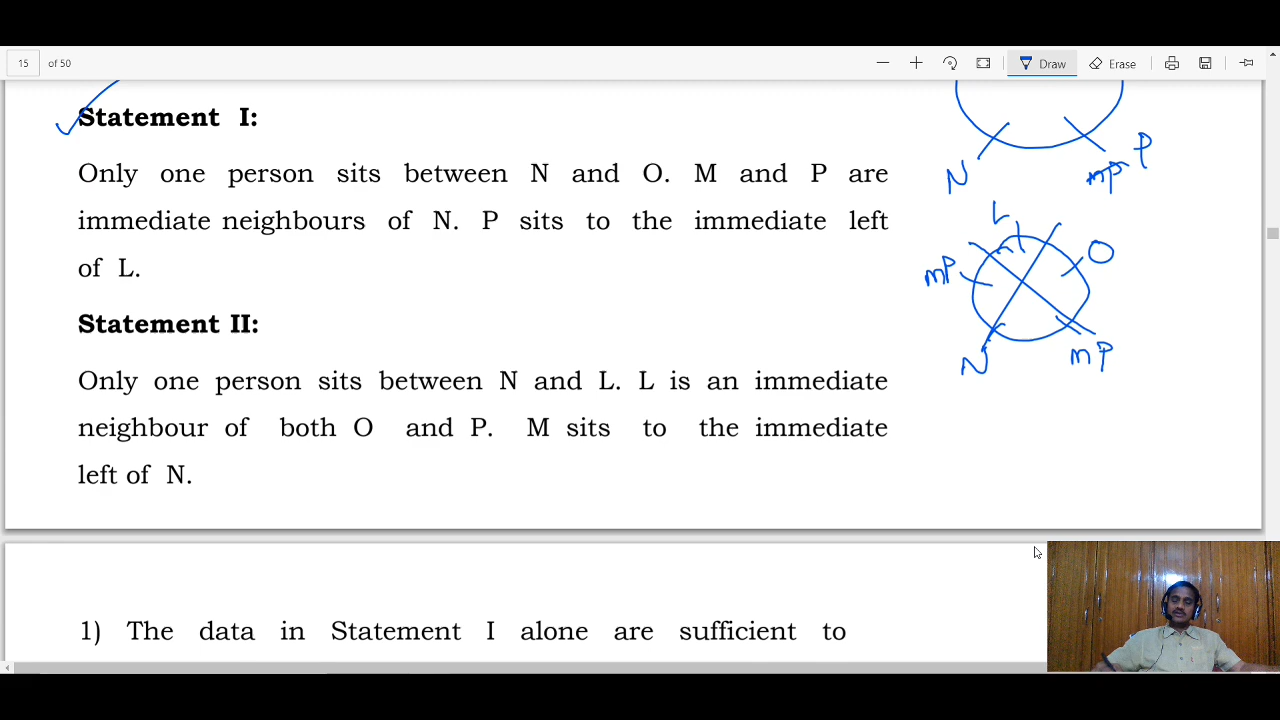 15 of 50
Draw
Erase
Statement I:
Only one person sits between N and O. M and P are
immediate neighbours of N. P sits to the immediate left
of L.
Statement II:
Only one person sits between N and L. L is an immediate
neighbour of both O and P. M sits to the immediate
left of N.
1) The data in Statement I alone are sufficient to
N
P
L
O
MP
N
MP